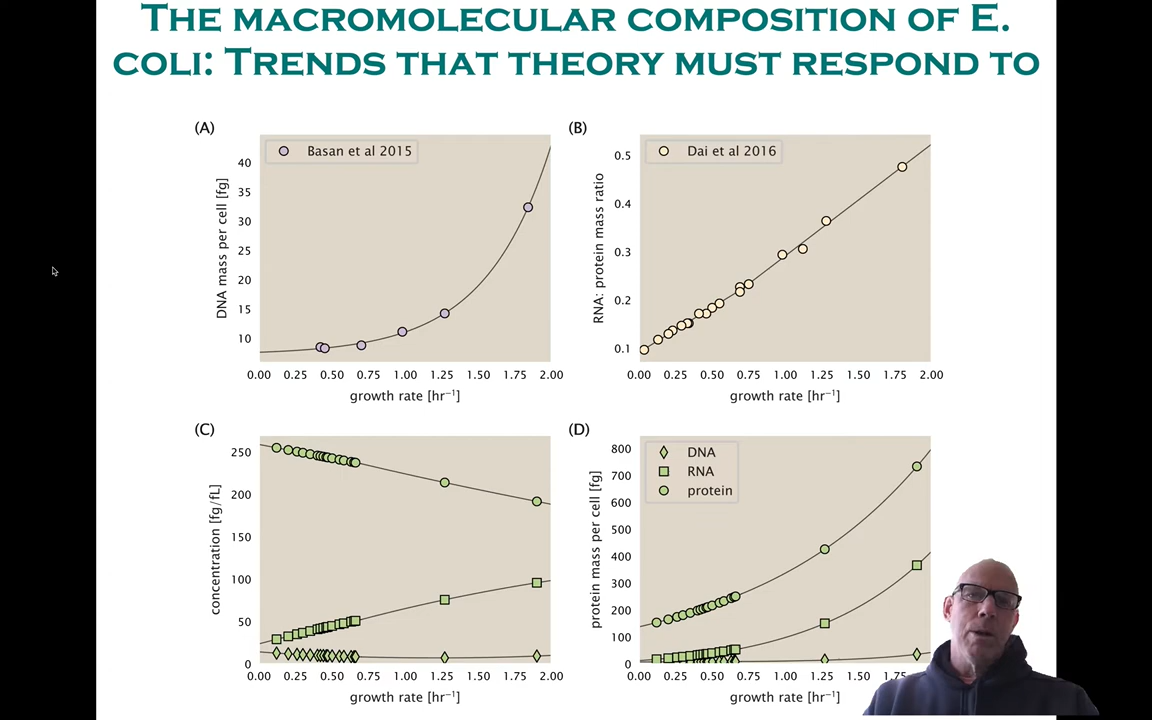 THE MACROMOLECULAR COMPOSITION OF E.
COLI: TRENDS THAT THEORY MUST RESPOND TO
(A)
Basan et al 2015
DNA mass per cell [fg]
40
35
30
25
20
15
10
0.00 0.25 0.50 0.75 1.00 1.25 1.50 1.75 2.00
growth rate [hr⁻¹]
(B)
Dai et al 2016
RNA: protein mass ratio
0.5
0.4
0.3
0.2
0.1
0.00 0.25 0.50 0.75 1.00 1.25 1.50 1.75 2.00
growth rate [hr⁻¹]
(C)
concentration [fg/fL]
250
200
150
100
50
0
0.00 0.25 0.50 0.75 1.00 1.25 1.50 1.75 2.00
growth rate [hr⁻¹]
(D)
DNA
RNA
protein
protein mass per cell [fg]
800
700
600
500
400
300
200
100
0
0.00 0.25 0.50 0.75 1.00 1.25 1.50
growth rate [hr⁻¹]